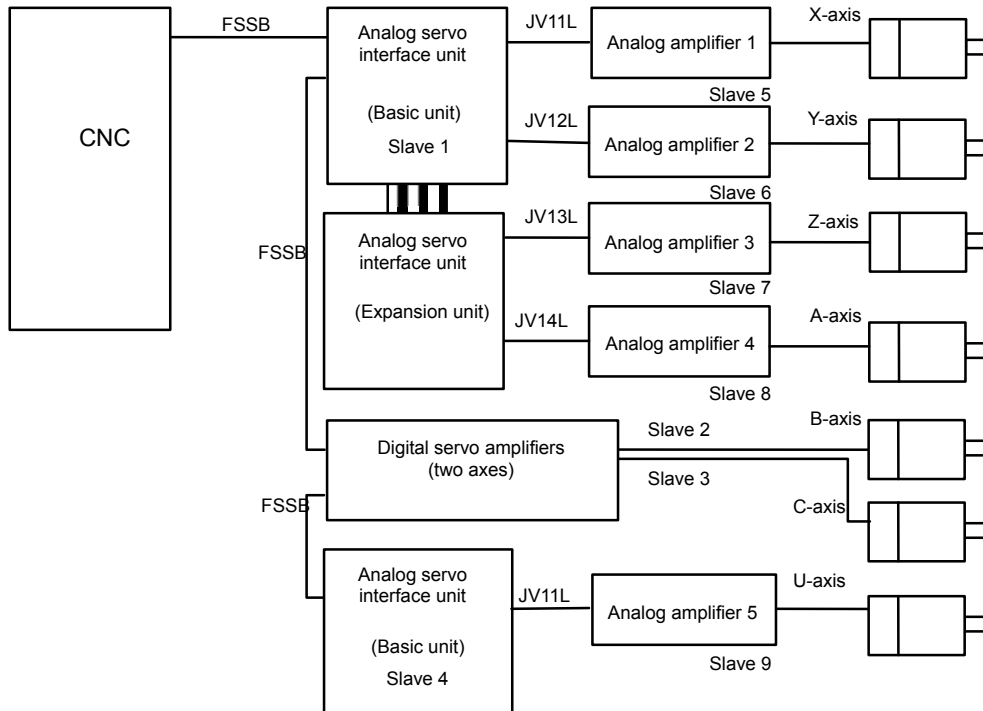 CNC
FSSB
Analog servo
interface unit
(Basic unit)
Slave 1
JV11L
Analog amplifier 1
X-axis
Slave 5
JV12L
Analog amplifier 2
Y-axis
Slave 6
FSSB
Analog servo
interface unit
(Expansion unit)
JV13L
Analog amplifier 3
Z-axis
Slave 7
JV14L
Analog amplifier 4
A-axis
Slave 8
Digital servo amplifiers
(two axes)
Slave 2
B-axis
Slave 3
C-axis
FSSB
Analog servo
interface unit
(Basic unit)
Slave 4
JV11L
Analog amplifier 5
U-axis
Slave 9